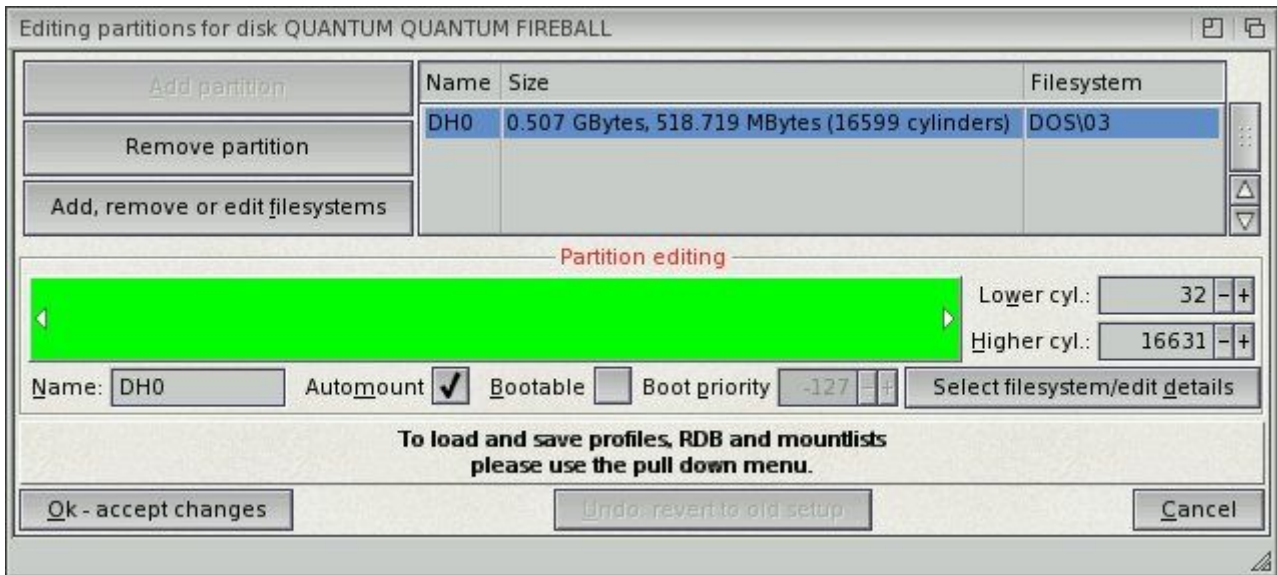 Editing partitions for disk QUANTUM QUANTUM FIREBALL
Add partition
Remove partition
Add, remove or edit filesystems
Name Size Filesystem
DH0 0.507 GBytes, 518.719 MBytes (16599 cylinders) DOS\03
Partition editing
Lower cyl.: 32 - +
Higher cyl.: 16631 - +
Name: DH0 Automount Bootable Boot priority -127 - + Select filesystem/edit details
To load and save profiles, RDB and mountlists
please use the pull down menu.
Ok - accept changes Undo: revert to old setup Cancel